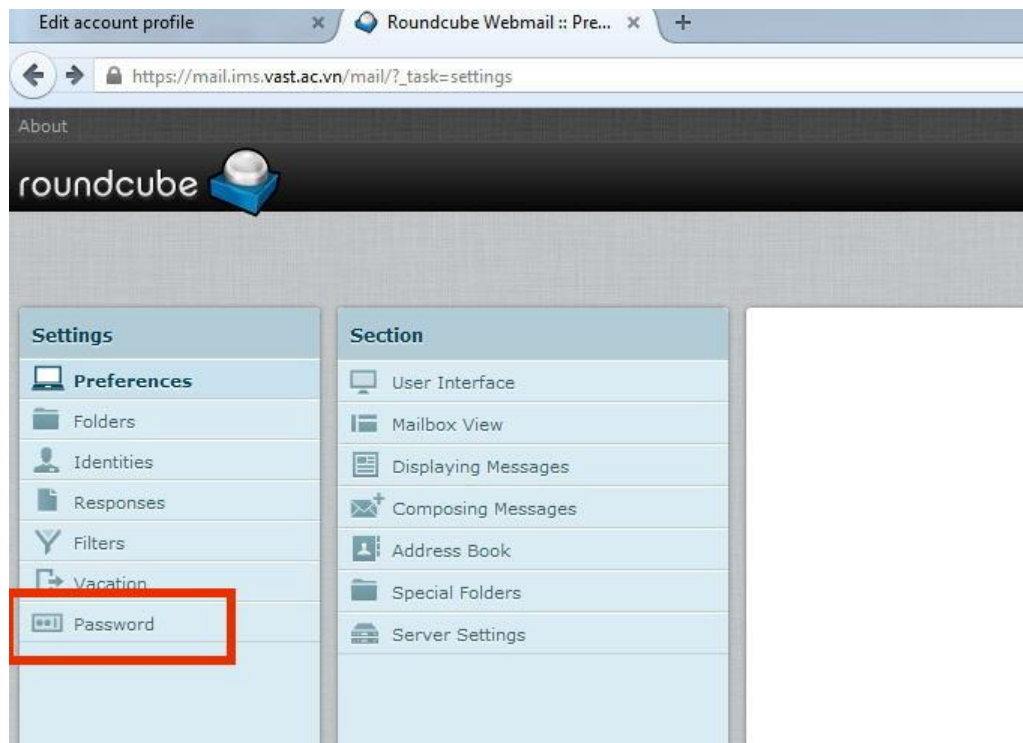 Edit account profile
Roundcube Webmail :: Pre...
https://mail.ims.vast.ac.vn/mail/?_task=settings
About
roundcube
Settings
Preferences
Folders
Identities
Responses
Filters
Vacation
Password
Section
User Interface
Mailbox View
Displaying Messages
Composing Messages
Address Book
Special Folders
Server Settings